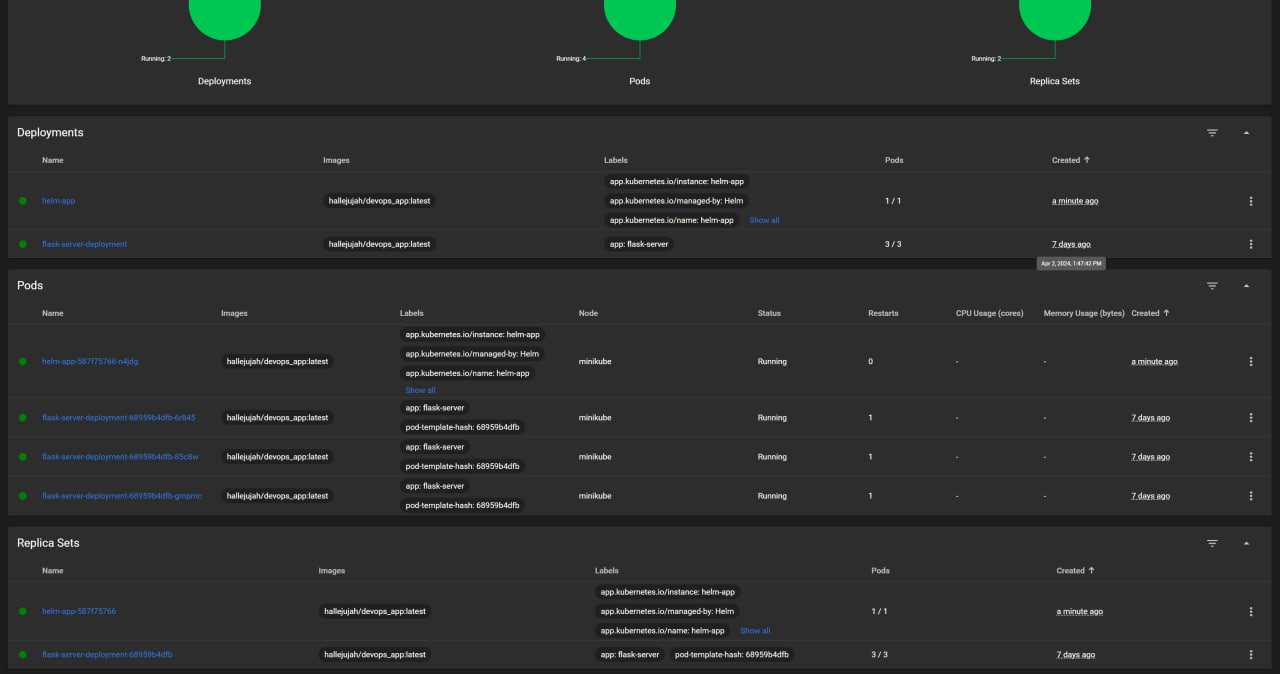 Running: 2
Running: 4
Running: 2
Deployments
Pods
Replica Sets
Deployments
Name Images Labels Pods Created
app.kubernetes.io/instance: helm-app
helm-app hallejujah/devops_app:latest app.kubernetes.io/managed-by: Helm 1 / 1 a minute ago
app.kubernetes.io/name: helm-app Show all
flask-server-deployment hallejujah/devops_app:latest app: flask-server 3 / 3 7 days ago
Apr 2, 2024, 1:47:42 PM
Pods
Name Images Labels Node Status Restarts CPU Usage (cores) Memory Usage (bytes) Created
app.kubernetes.io/instance: helm-app
app.kubernetes.io/managed-by: Helm
helm-app-587f75766-n4jdg hallejujah/devops_app:latest minikube Running 0 - - a minute ago
app.kubernetes.io/name: helm-app
Show all
app: flask-server
flask-server-deployment-68959b4dfb-6r845 hallejujah/devops_app:latest minikube Running 1 - - 7 days ago
pod-template-hash: 68959b4dfb
app: flask-server
flask-server-deployment-68959b4dfb-85c8w hallejujah/devops_app:latest minikube Running 1 - - 7 days ago
pod-template-hash: 68959b4dfb
app: flask-server
flask-server-deployment-68959b4dfb-gmpmc hallejujah/devops_app:latest minikube Running 1 - - 7 days ago
pod-template-hash: 68959b4dfb
Replica Sets
Name Images Labels Pods Created
app.kubernetes.io/instance: helm-app
helm-app-587f75766 hallejujah/devops_app:latest app.kubernetes.io/managed-by: Helm 1 / 1 a minute ago
app.kubernetes.io/name: helm-app Show all
flask-server-deployment-68959b4dfb hallejujah/devops_app:latest app: flask-server pod-template-hash: 68959b4dfb 3 / 3 7 days ago